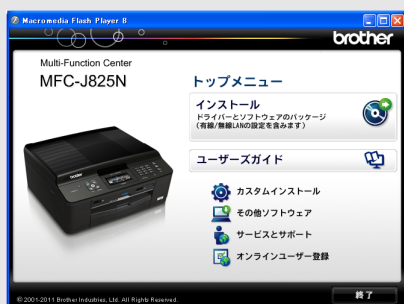 Macromedia Flash Player 8
brother
Multi-Function Center
MFC-J825N
トップメニュー
インストール
ドライバーとソフトウェアのパッケージ
(有線/無線LANの設定を含みます)
ユーザーズガイド
カスタムインストール
その他ソフトウェア
サービスとサポート
オンラインユーザー登録
brother
© 2001-2011 Brother Industries, Ltd. All Rights Reserved.
終了